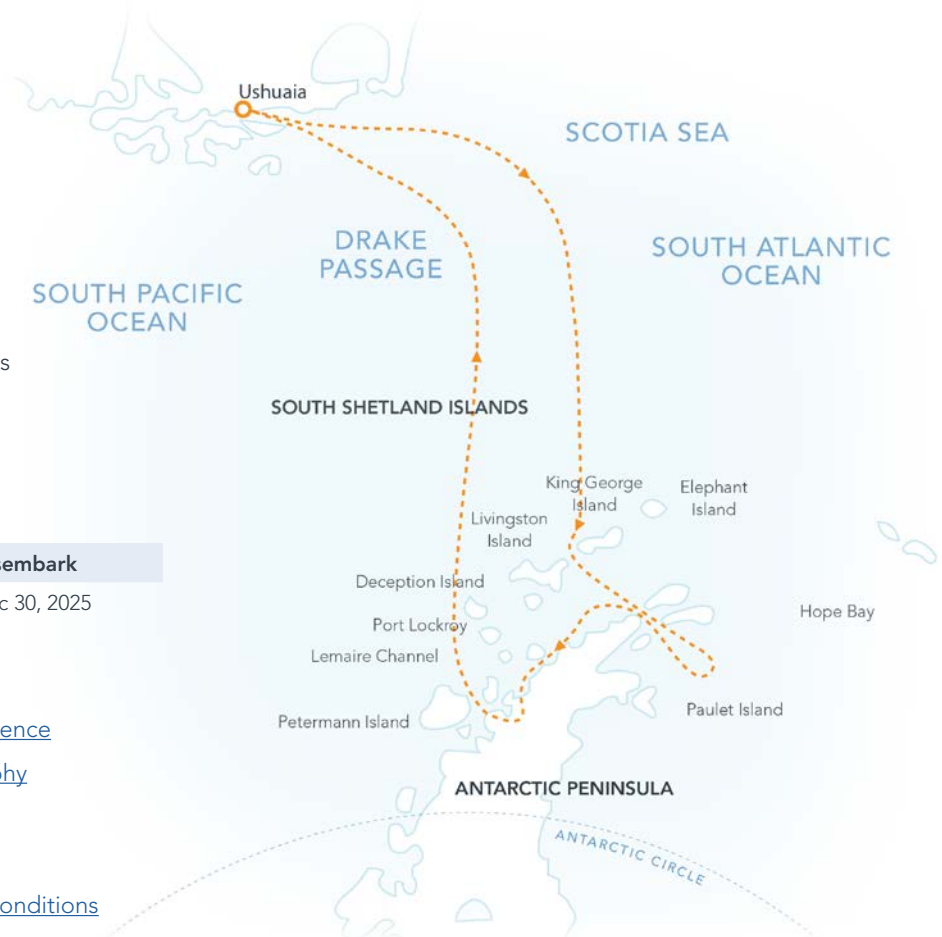 Ushuaia
SCOTIA SEA
DRAKE
PASSAGE
SOUTH ATLANTIC
OCEAN
SOUTH PACIFIC
OCEAN
s
SOUTH SHETLAND ISLANDS
King George
Island
Elephant
Island
Livingston
Island
sembark
Deception Island
c 30, 2025
Hope Bay
Port Lockroy
Lemaire Channel
Paulet Island
Petermann Island
ence
phy
ANTARCTIC PENINSULA
ANTARCTIC CIRCLE
onditions